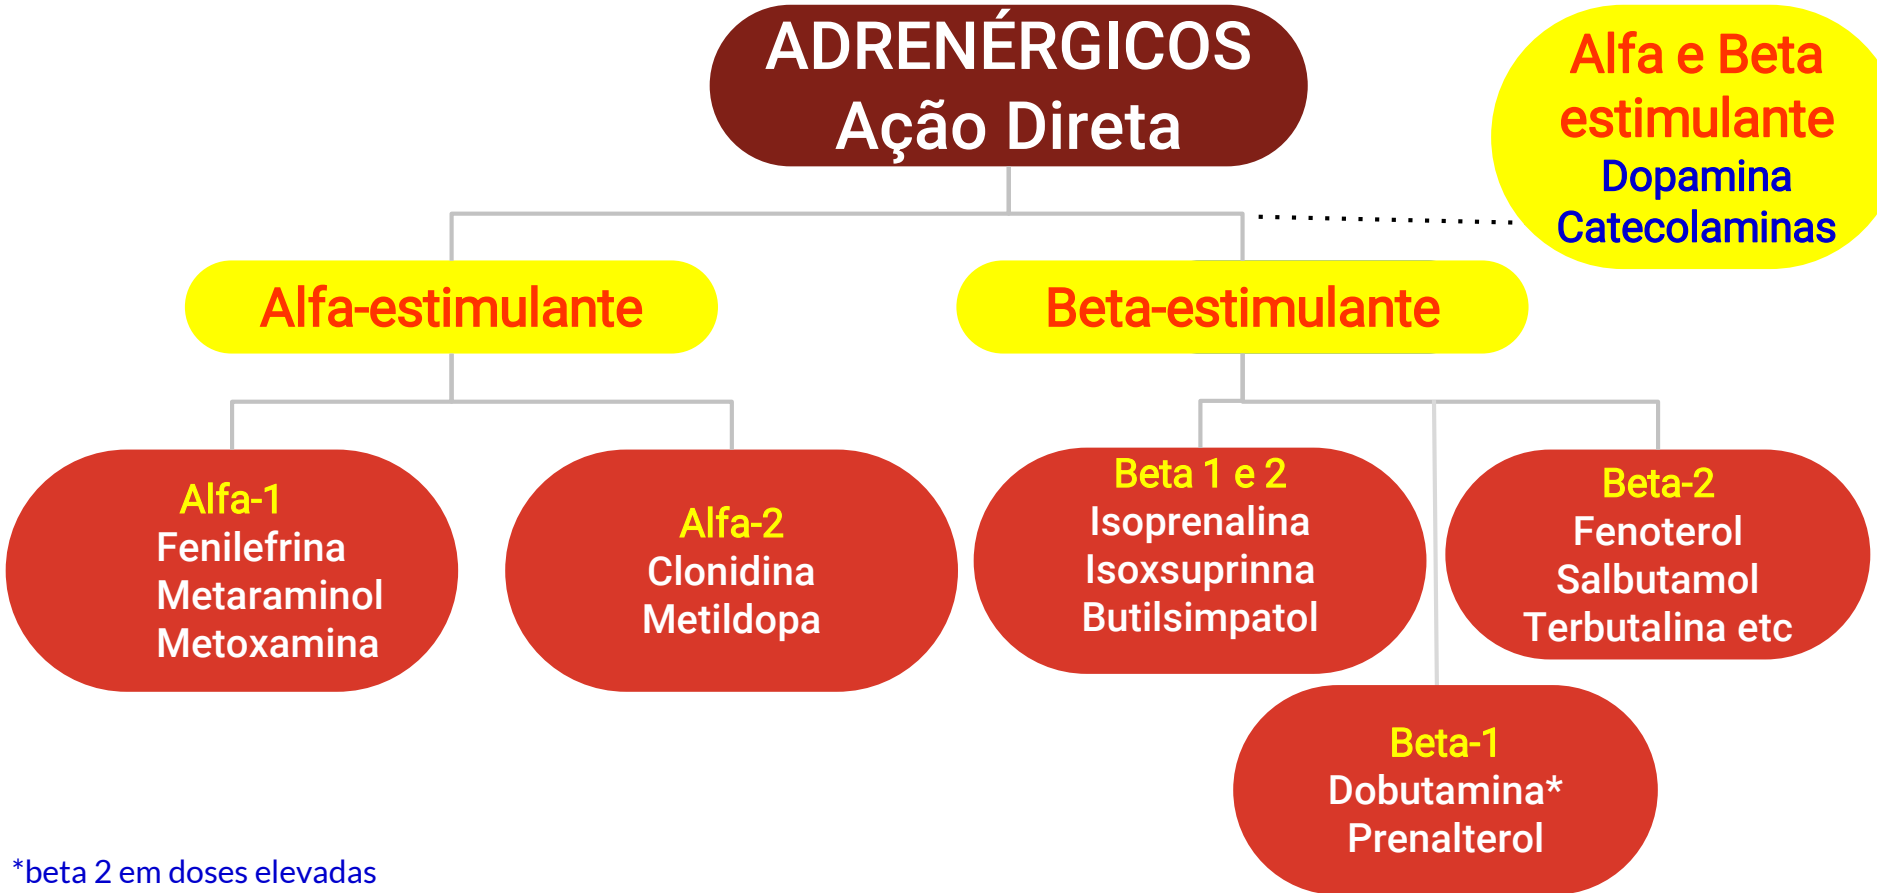 ADRENÉRGICOS
Ação Direta
Alfa e Beta
estimulante
Dopamina
Catecolaminas
Alfa-estimulante
Beta-estimulante
Alfa-1
Fenilefrina
Metaraminol
Metoxamina
Alfa-2
Clonidina
Metildopa
Beta 1 e 2
Isoprenalina
Isoxsuprinna
Butilsimpatol
Beta-2
Fenoterol
Salbutamol
Terbutalina etc
Beta-1
Dobutamina*
Prenalterol
*beta 2 em doses elevadas